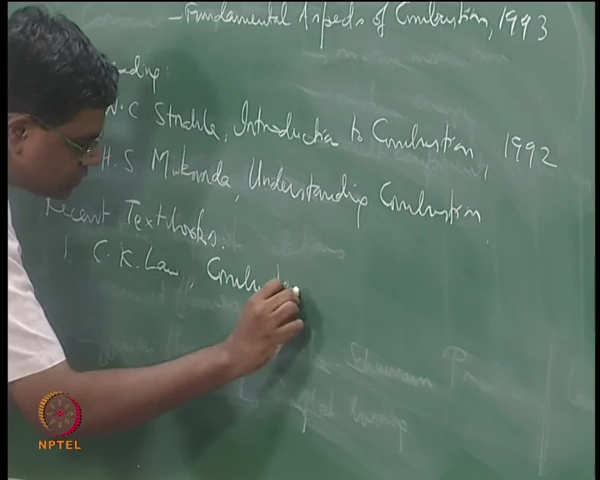 -Fundamental Aspects of Combustion, 1993
W. C Strahle, Introduction to Combustion, 1992
H. S Mukunda, Understanding Combustion
Recent Textbooks:
1 C. K. Law, Combustion
NPTEL